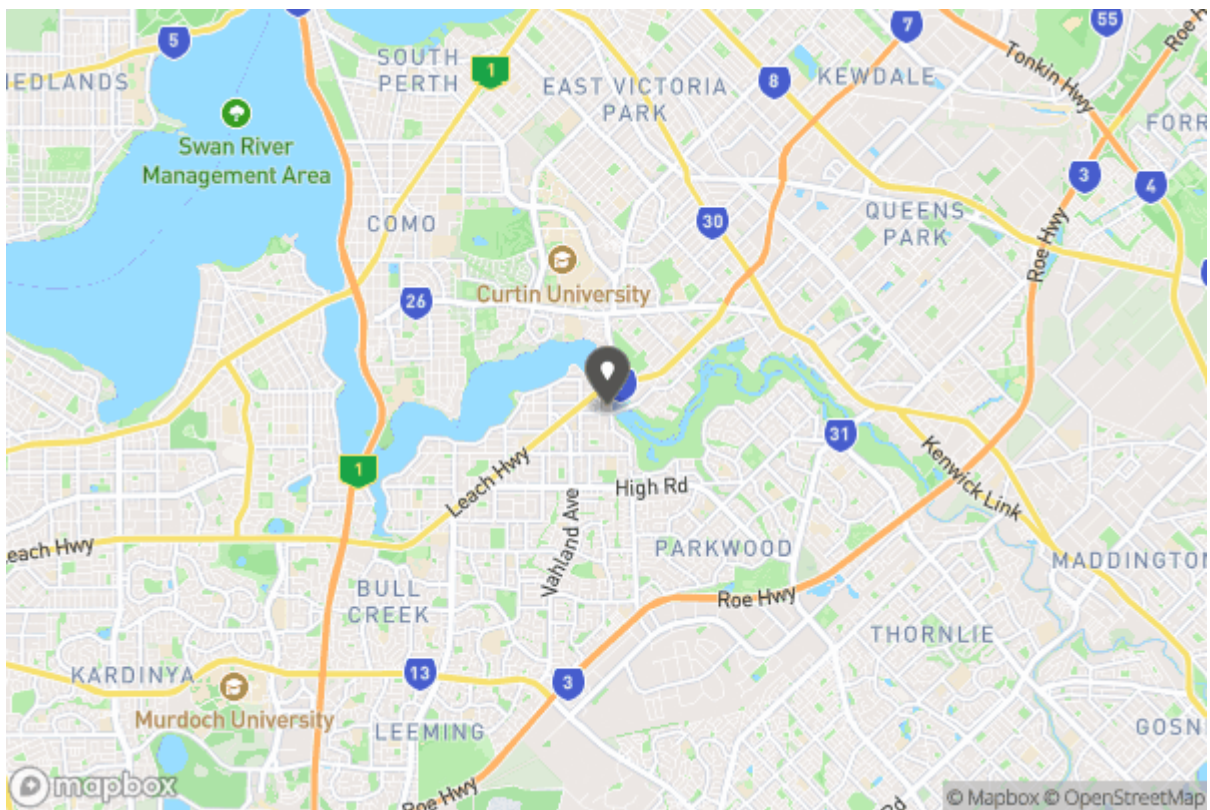 55
7
5
SOUTH
PERTH
1
Roe H
Tonkin Hwy
EAST VICTORIA
PARK
8
KEWDALE
EDLANDS
FORR
Swan River
Management Area
3
4
COMO
30
QUEENS
PARK
Roe Hwy
Curtin University
26
31
Kenwick Link
1
Leach Hwy
High Rd
Leach Hwy
Vahland Ave
PARKWOOD
MADDINGTON
BULL
CREEK
Roe Hwy
THORNLIE
KARDINYA
13
3
Murdoch University
LEEMING
GOSN
Roe Hwy
mapbox
© Mapbox © OpenStreetMap